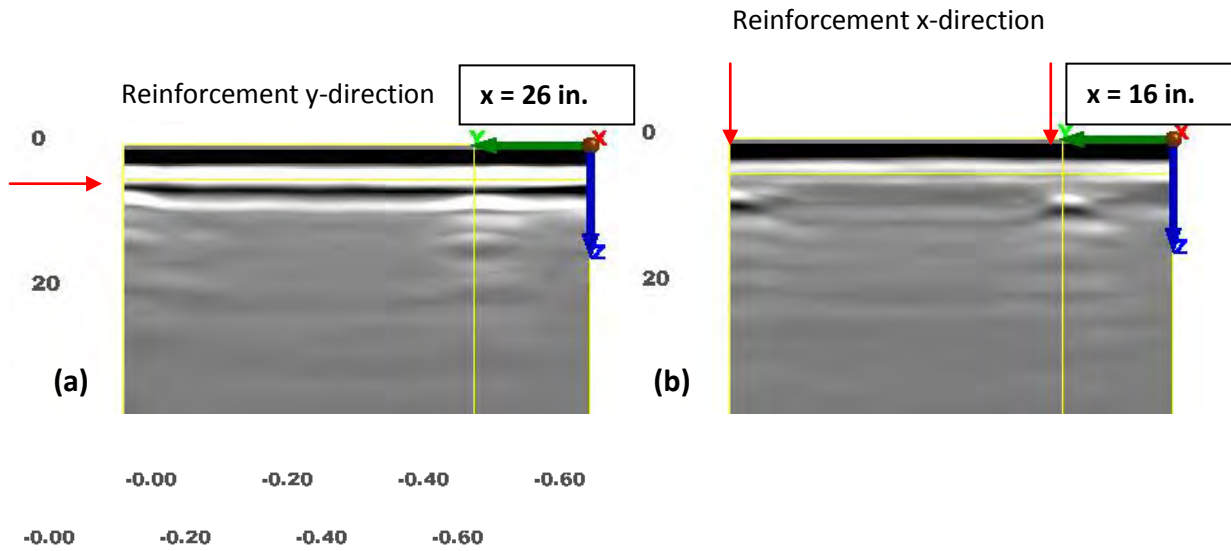 Reinforcement x-direction
Reinforcement y-direction
x = 26 in.
x = 16 in.
0
Y
X
0
Y
X
20
Z
20
Z
(a)
(b)
-0.00 -0.20 -0.40 -0.60
-0.00 -0.20 -0.40 -0.60